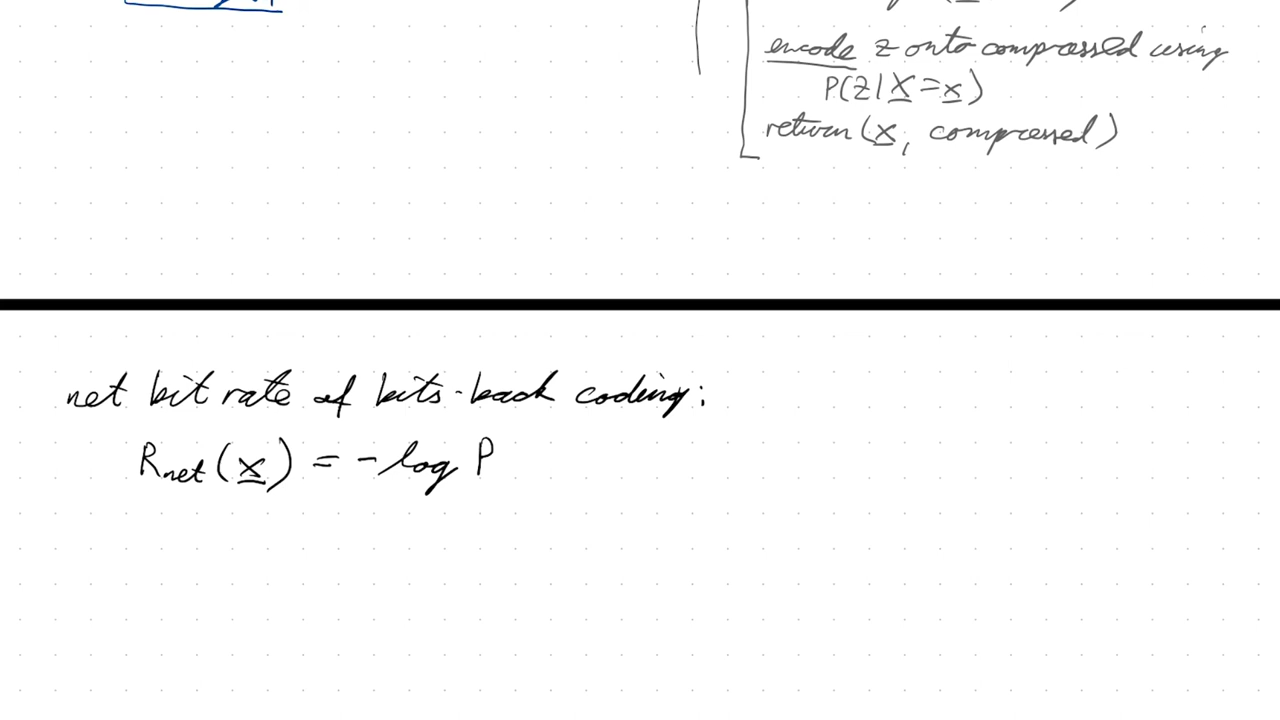 encode z onto compressed using
P(Z|X=x)
return (x, compressed)
net bit rate of bits-back coding:
Rnet(x) = -log P